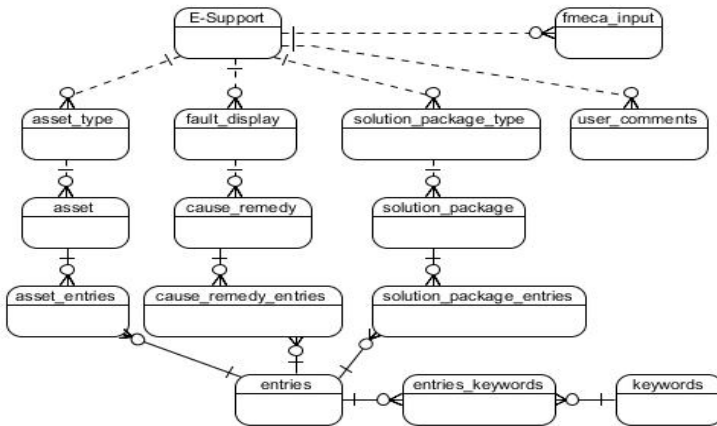 E-Support
fmeca_input
asset_type
fault_display
solution_package_type
user_comments
asset
cause_remedy
solution_package
asset_entries
cause_remedy_entries
solution_package_entries
entries
entries_keywords
keywords